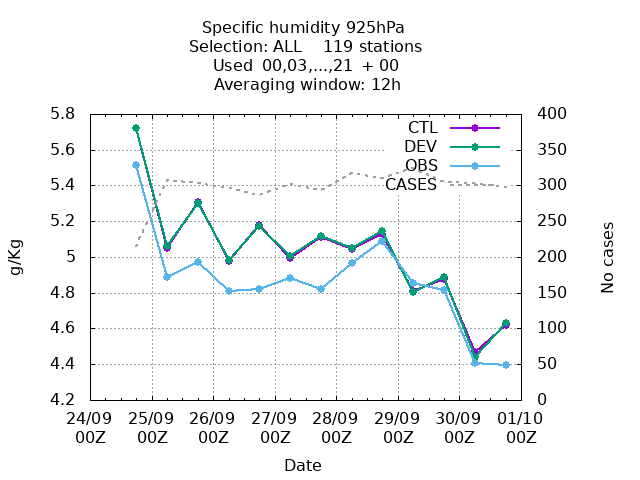 Specific humidity 925hPa
Selection: ALL 119 stations
Used 00,03,...,21 + 00
Averaging window: 12h
5.8
5.6
5.4
5.2
5
4.8
4.6
4.4
4.2
g/Kg
400
350
300
250
200
150
100
50
0
No cases
CTL
DEV
OBS
CASES
24/09 25/09 26/09 27/09 28/09 29/09 30/09 01/10
00Z 00Z 00Z 00Z 00Z 00Z 00Z 00Z
Date